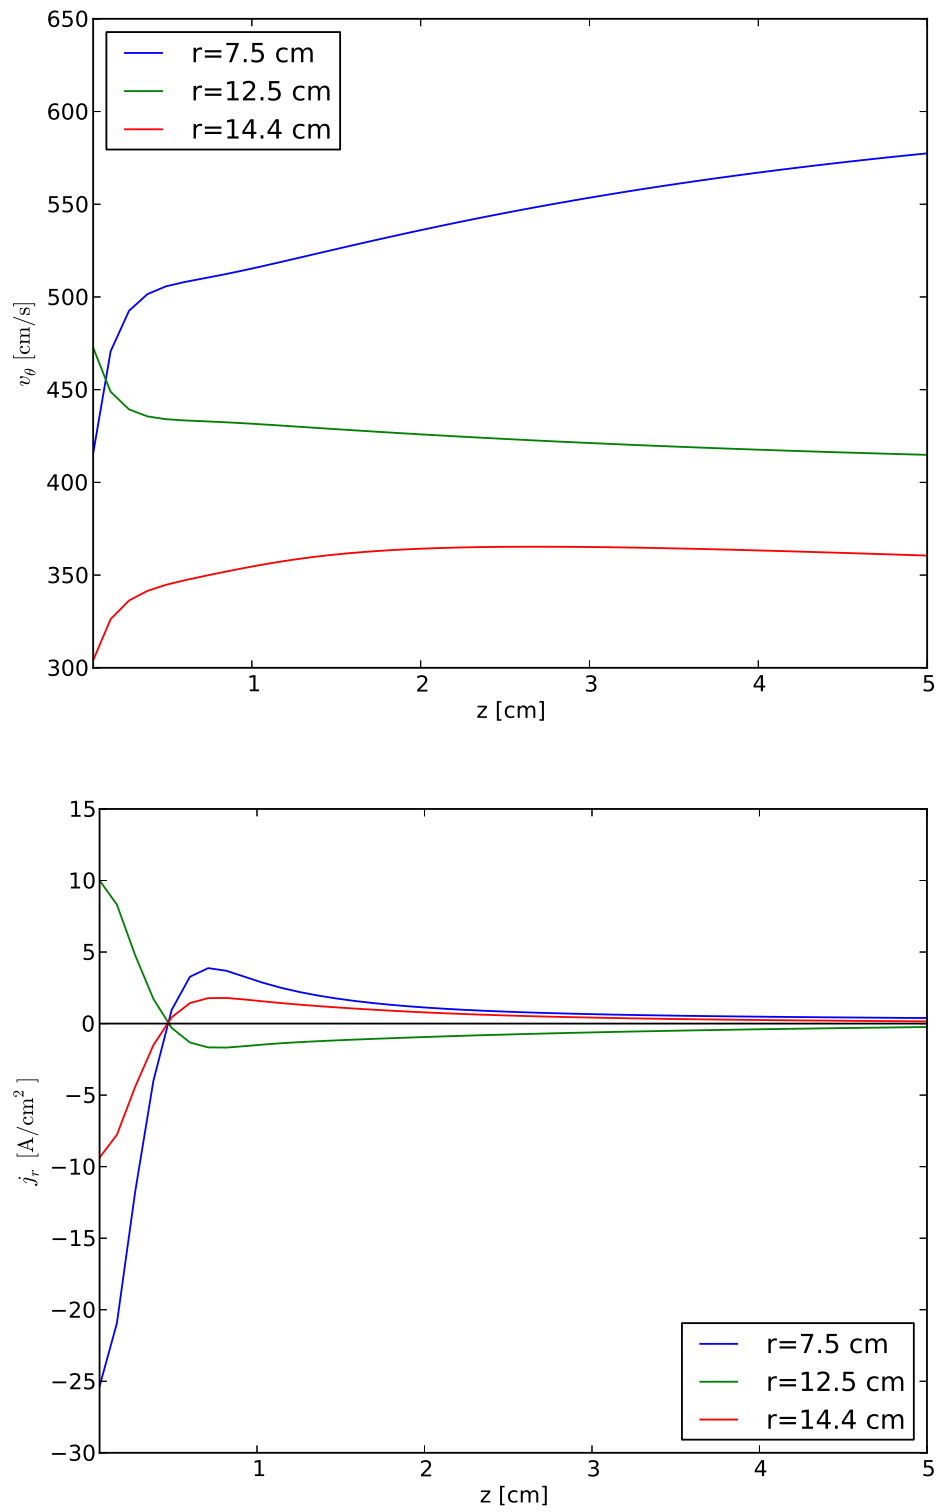 650
600
550
500
450
400
350
300
r=7.5 cm
r=12.5 cm
r=14.4 cm
v_θ [cm/s]
1 2 3 4 5
z [cm]
15
10
5
0
−5
−10
−15
−20
−25
−30
j_r [A/cm²]
r=7.5 cm
r=12.5 cm
r=14.4 cm
1 2 3 4 5
z [cm]